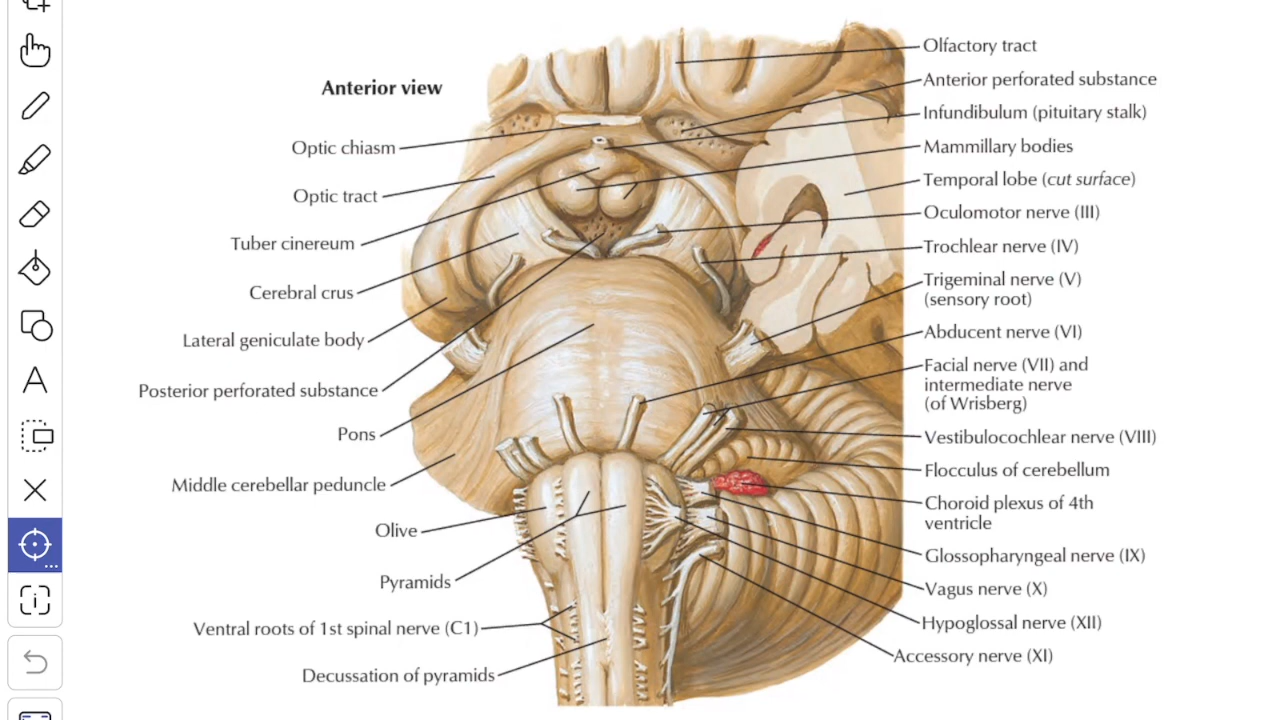 Anterior view
Optic chiasm
Optic tract
Tuber cinereum
Cerebral crus
Lateral geniculate body
Posterior perforated substance
Pons
Middle cerebellar peduncle
Olive
Pyramids
Ventral roots of 1st spinal nerve (C1)
Decussation of pyramids
Olfactory tract
Anterior perforated substance
Infundibulum (pituitary stalk)
Mammillary bodies
Temporal lobe (cut surface)
Oculomotor nerve (III)
Trochlear nerve (IV)
Trigeminal nerve (V)
(sensory root)
Abducent nerve (VI)
Facial nerve (VII) and
intermediate nerve
(of Wrisberg)
Vestibulocochlear nerve (VIII)
Flocculus of cerebellum
Choroid plexus of 4th
ventricle
Glossopharyngeal nerve (IX)
Vagus nerve (X)
Hypoglossal nerve (XII)
Accessory nerve (XI)